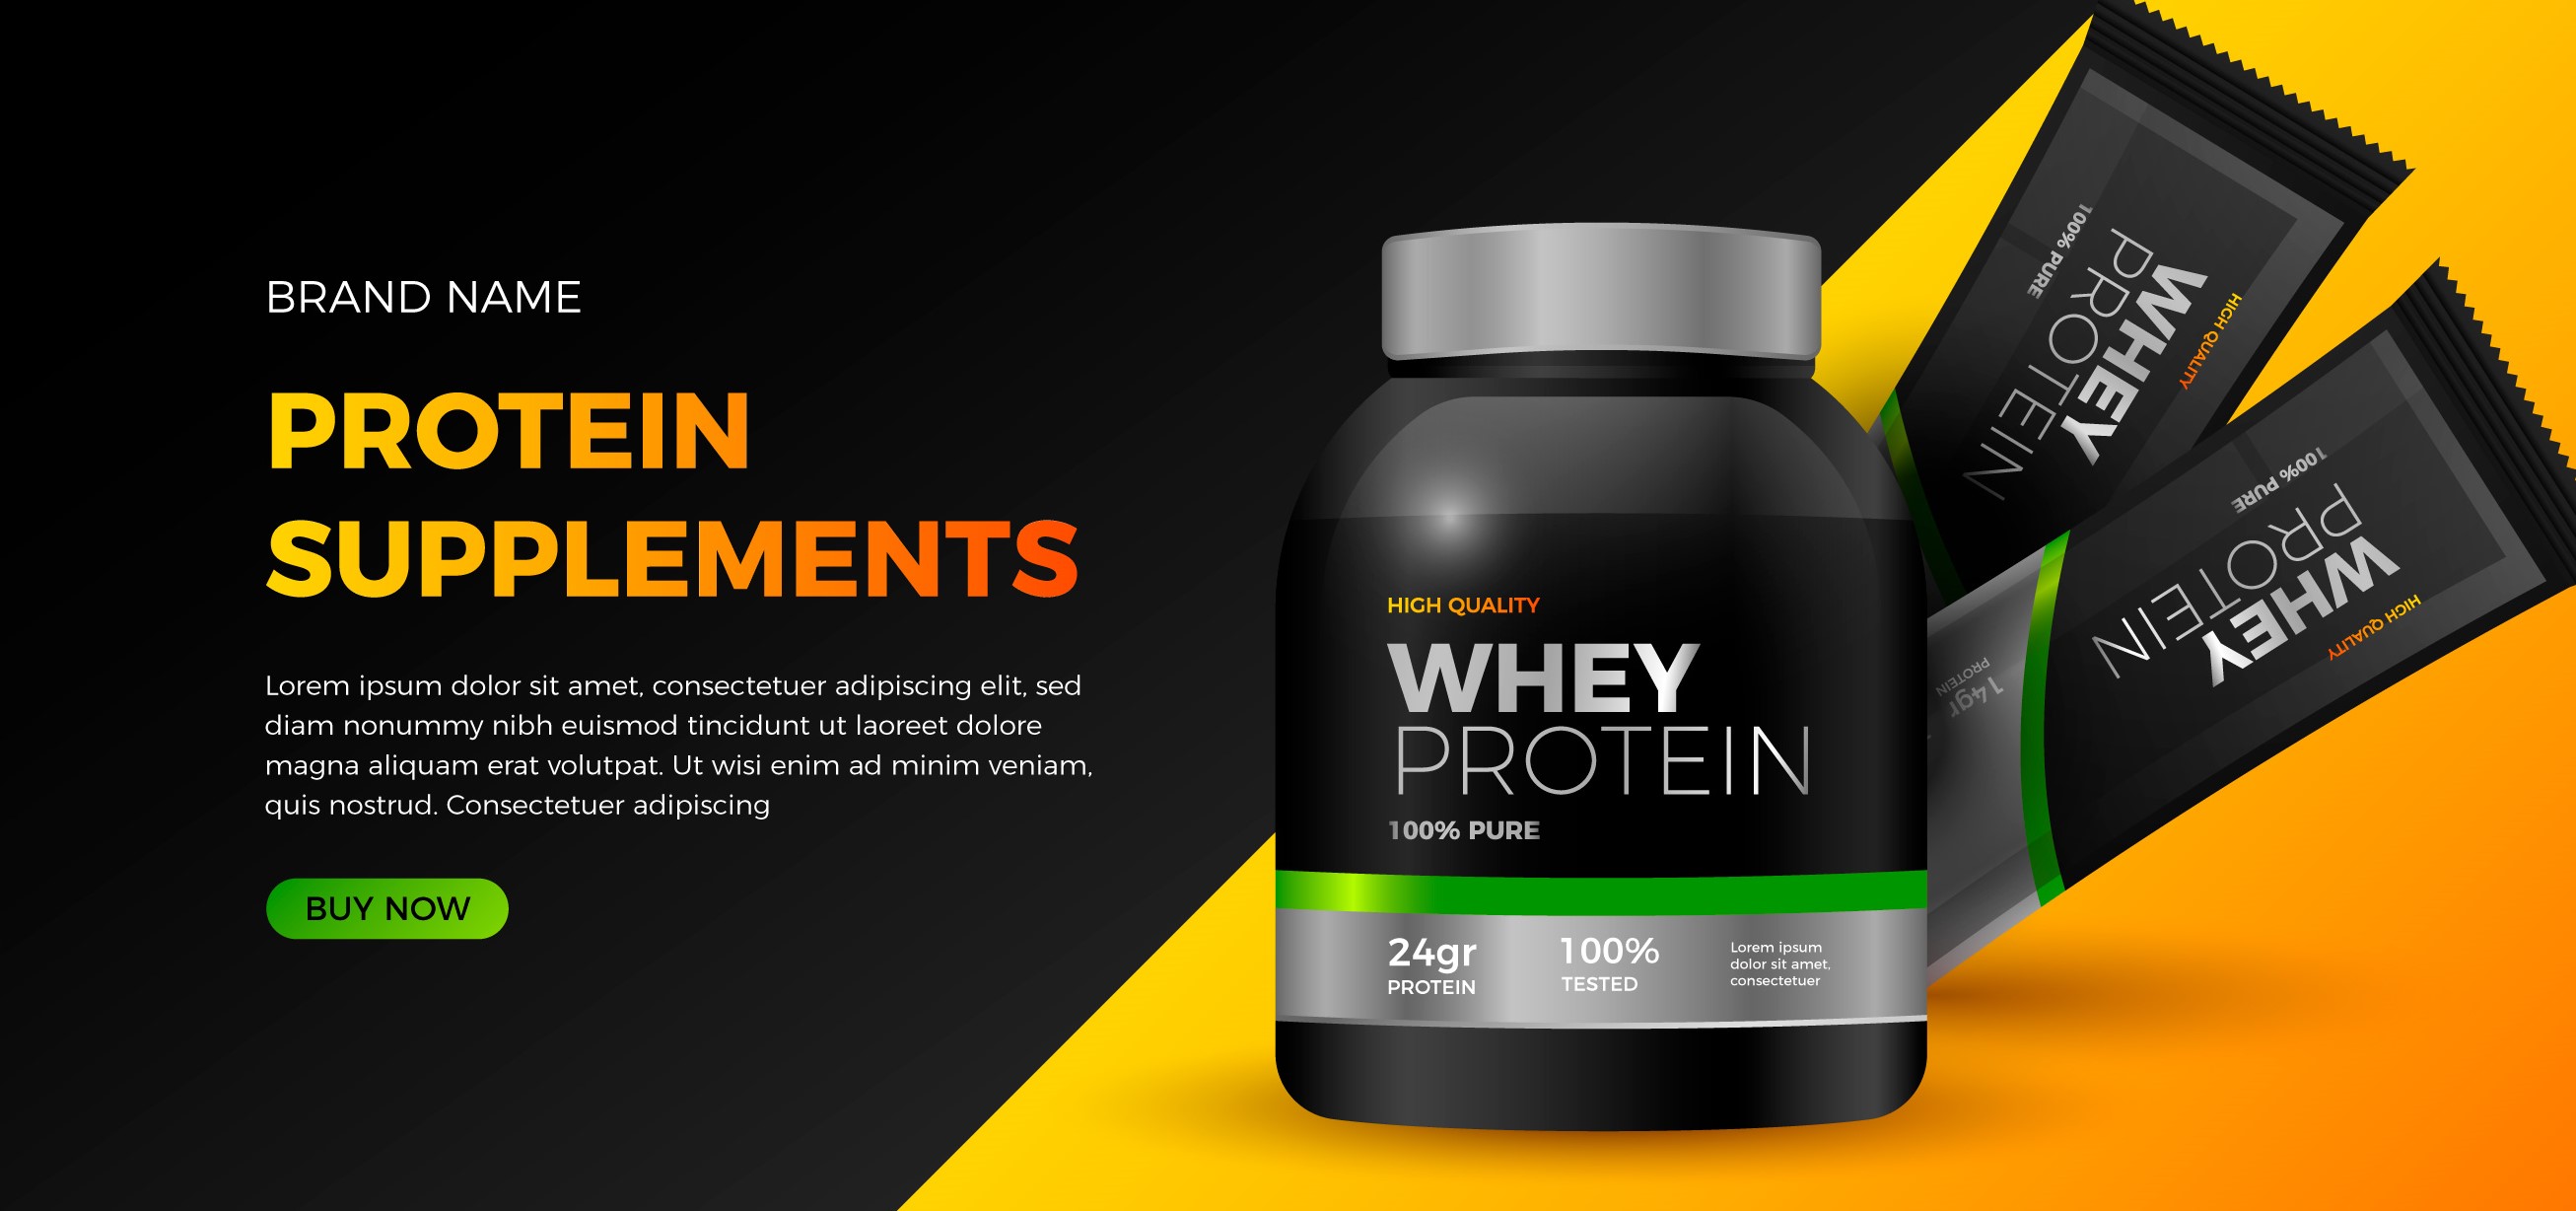 BRAND NAME
PROTEIN
SUPPLEMENTS
Lorem ipsum dolor sit amet, consectetuer adipiscing elit, sed
diam nonummy nibh euismod tincidunt ut laoreet dolore
magna aliquam erat volutpat. Ut wisi enim ad minim veniam,
quis nostrud. Consectetuer adipiscing
BUY NOW
HIGH QUALITY
WHEY
PROTEIN
100% PURE
24gr
PROTEIN
100%
TESTED
Lorem ipsum
dolor sit amet,
consectetuer
HIGH QUALITY
WHEY
PROTEIN
100% PURE
HIGH QUALITY
WHEY
PROTEIN
100% PURE
14gr
PROTEIN